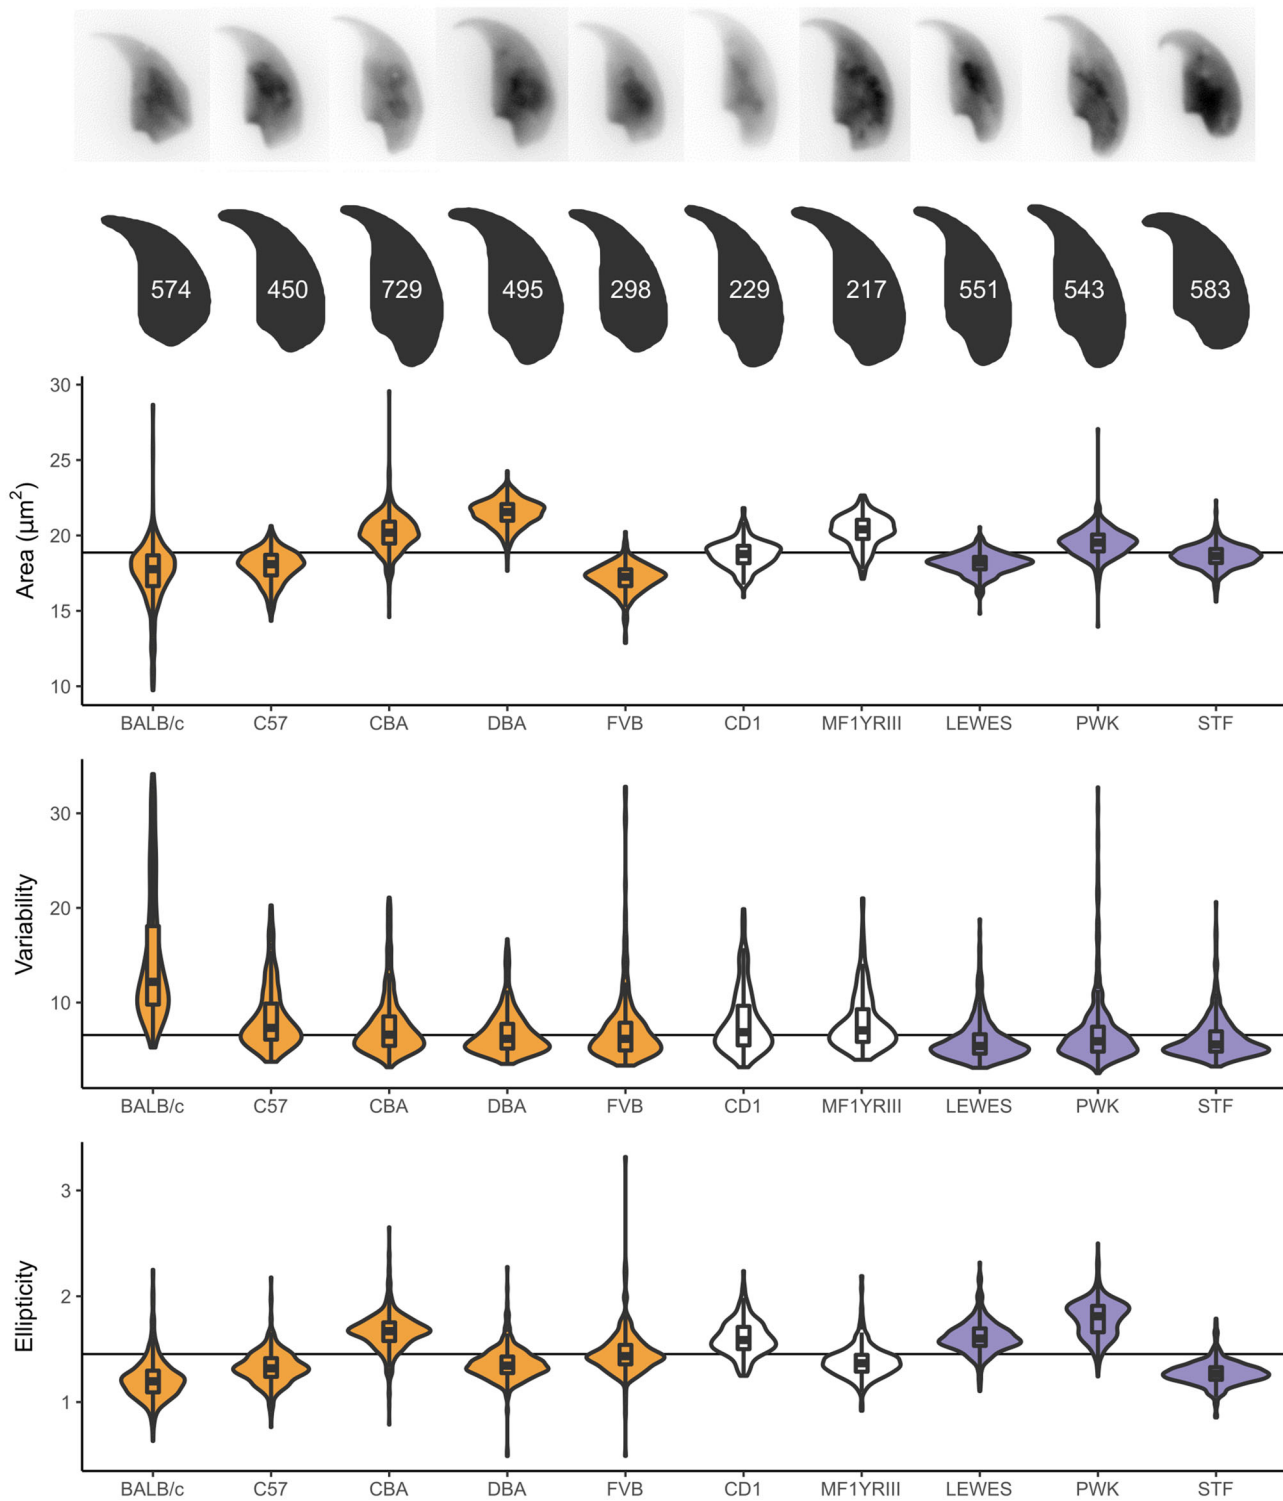 574 450 729 495 298 229 217 551 543 583
30
25
20
15
10
Area (µm²)
BALB/c C57 CBA DBA FVB CD1 MF1YRIII LEWES PWK STF
30
20
10
Variability
BALB/c C57 CBA DBA FVB CD1 MF1YRIII LEWES PWK STF
3
2
1
Ellipticity
BALB/c C57 CBA DBA FVB CD1 MF1YRIII LEWES PWK STF